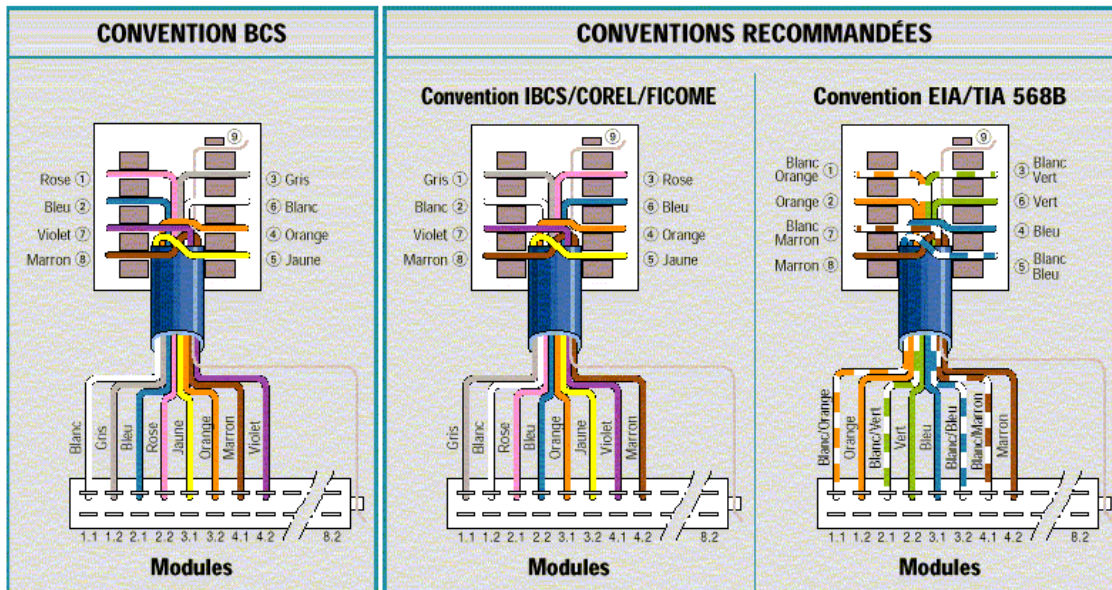 CONVENTION BCS
CONVENTIONS RECOMMANDÉES
Convention IBCS/COREL/FICOME
Convention EIA/TIA 568B
9
Rose 1
3 Gris
Bleu 2
6 Blanc
Violet 7
4 Orange
Marron 8
5 Jaune
Blanc
Gris
Bleu
Rose
Jaune
Orange
Marron
Violet
1.1 1.2 2.1 2.2 3.1 3.2 4.1 4.2 8.2
Modules
9
Gris 1
3 Rose
Blanc 2
6 Bleu
Violet 7
4 Orange
Marron 8
5 Jaune
Gris
Blanc
Rose
Bleu
Orange
Jaune
Violet
Marron
1.1 1.2 2.1 2.2 3.1 3.2 4.1 4.2 8.2
Modules
9
Blanc
Orange 1
3 Blanc
Vert
Orange 2
6 Vert
Blanc
Marron 7
4 Bleu
Marron 8
5 Blanc
Bleu
Blanc/Orange
Orange
Blanc/Vert
Vert
Bleu
Blanc/Bleu
Blanc/Marron
Marron
1.1 1.2 2.1 2.2 3.1 3.2 4.1 4.2 8.2
Modules